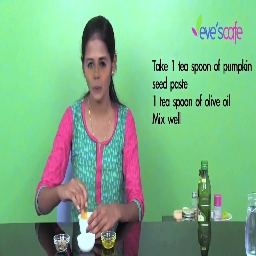 eve'scafe
Take 1 tea spoon of pumpkin
seed paste
1 tea spoon of olive oil
Mix well